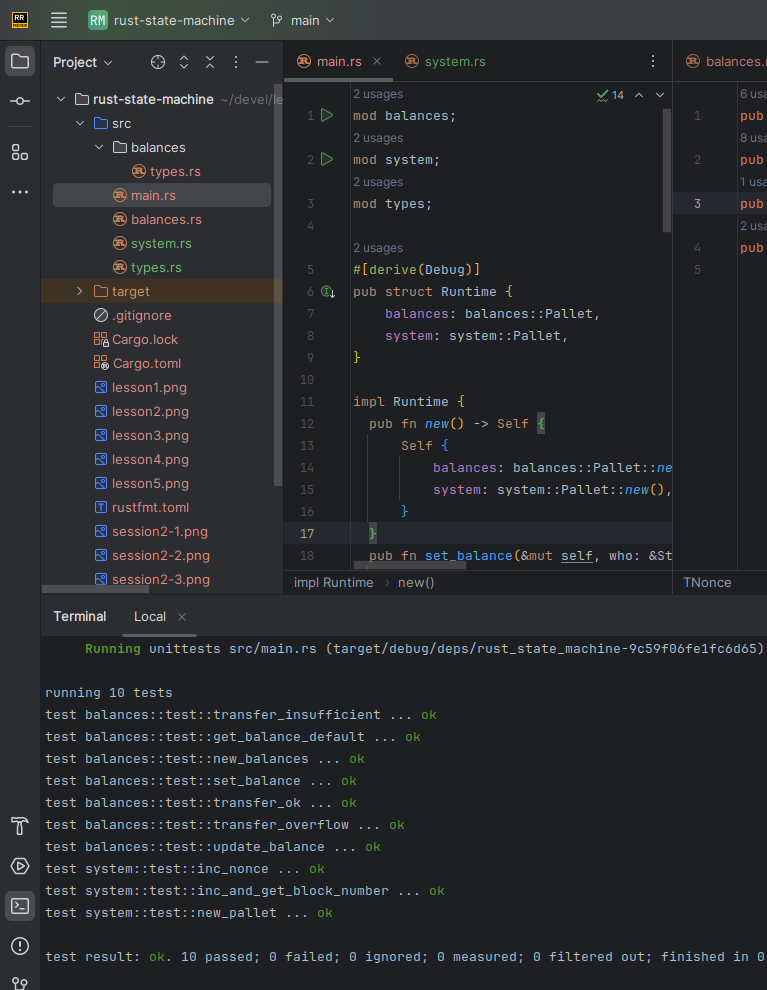 RR
RM rust-state-machine
main
Project
rust-state-machine ~/devel/le
src
balances
types.rs
main.rs
balances.rs
system.rs
types.rs
target
.gitignore
Cargo.lock
Cargo.toml
lesson1.png
lesson2.png
lesson3.png
lesson4.png
lesson5.png
rustfmt.toml
session2-1.png
session2-2.png
session2-3.png
main.rs
system.rs
14
2 usages
1 mod balances;
2 usages
2 mod system;
2 usages
3 mod types;
4
2 usages
5 #[derive(Debug)]
6 pub struct Runtime {
7 balances: balances::Pallet,
8 system: system::Pallet,
9 }
10
11 impl Runtime {
12 pub fn new() -> Self {
13 Self {
14 balances: balances::Pallet::ne
15 system: system::Pallet::new(),
16 }
17 }
18 pub fn set_balance(&mut self, who: &St
impl Runtime > new()
balances.r
6 usa
1 pub
8 usa
2 pub
1 usa
3 pub
2 usa
4 pub
5
TNonce
Terminal
Local
Running unittests src/main.rs (target/debug/deps/rust_state_machine-9c59f06fe1fc6d65)
running 10 tests
test balances::test::transfer_insufficient ... ok
test balances::test::get_balance_default ... ok
test balances::test::new_balances ... ok
test balances::test::set_balance ... ok
test balances::test::transfer_ok ... ok
test balances::test::transfer_overflow ... ok
test balances::test::update_balance ... ok
test system::test::inc_nonce ... ok
test system::test::inc_and_get_block_number ... ok
test system::test::new_pallet ... ok
test result: ok. 10 passed; 0 failed; 0 ignored; 0 measured; 0 filtered out; finished in 0